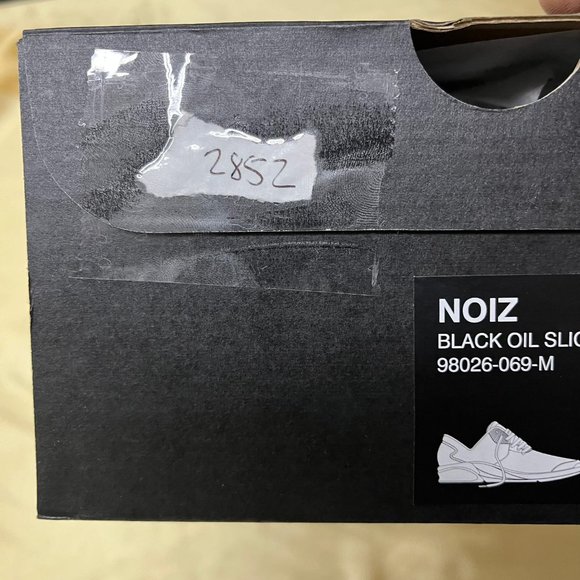 2852
NOIZ
BLACK OIL SLIC
98026-069-M